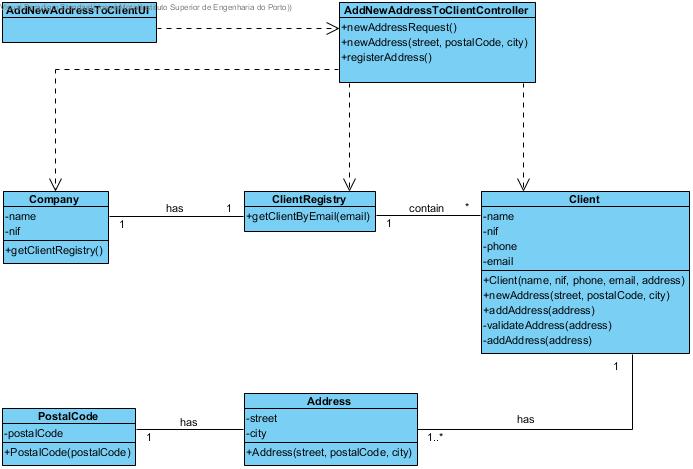 AddNewAddressToClientUI
tuto Superior de Engenharia do Porto))
AddNewAddressToClientController
+newAddressRequest()
+newAddress(street, postalCode, city)
+registerAddress()
Company
-name
-nif
+getClientRegistry()
has
1
1
ClientRegistry
+getClientByEmail(email)
contain
1
*
Client
-name
-nif
-phone
-email
+Client(name, nif, phone, email, address)
+newAddress(street, postalCode, city)
+addAddress(address)
-validateAddress(address)
-addAddress(address)
1
has
1..*
Address
-street
-city
+Address(street, postalCode, city)
has
1
PostalCode
-postalCode
+PostalCode(postalCode)